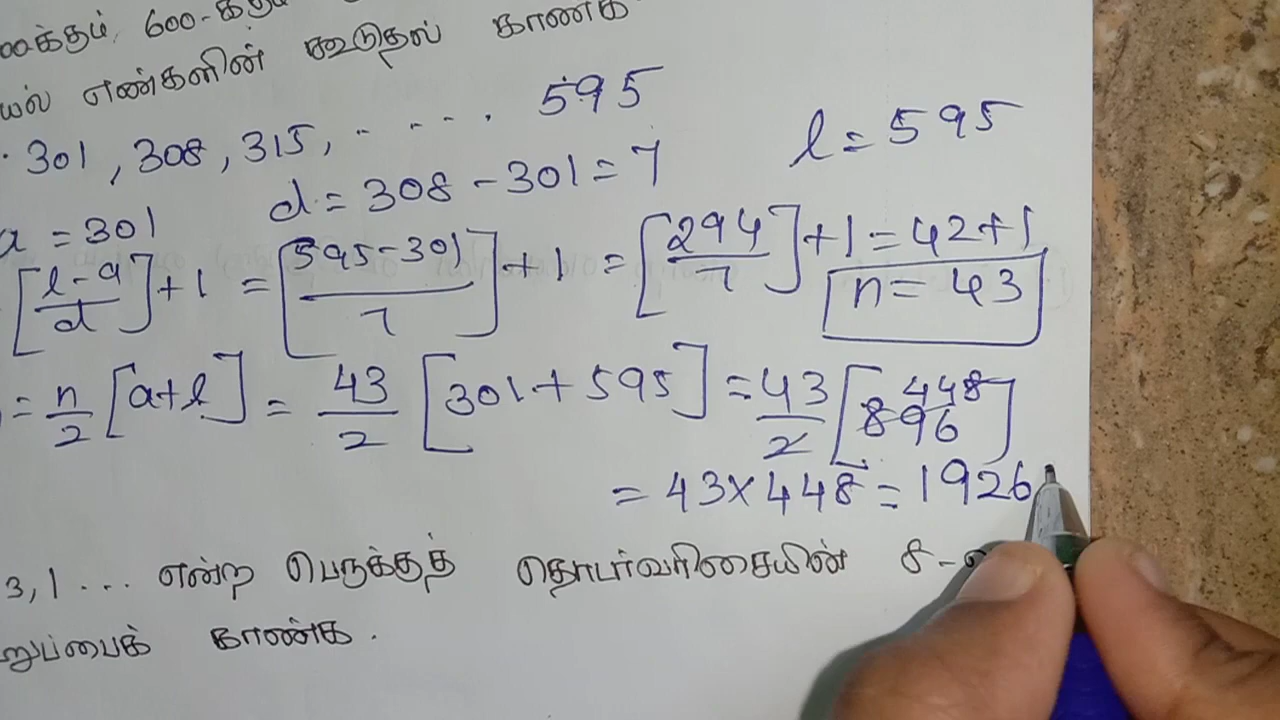 600-க்கும்
எண்களின் கூடுதல் காண்க
301, 308, 315, ..... 595
l = 595
d = 308 - 301 = 7
a = 301
[l-a/d] + 1 = [595-301/7] + 1 = [294/7] + 1 = 42 + 1
n = 43
= n/2 [a+l] = 43/2 [301 + 595] = 43/2 [896] 448
= 43 × 448 = 1926
3, 1 ... என்ற பெருக்குத் தொடர்வரிசையின் 8-
காண்க.